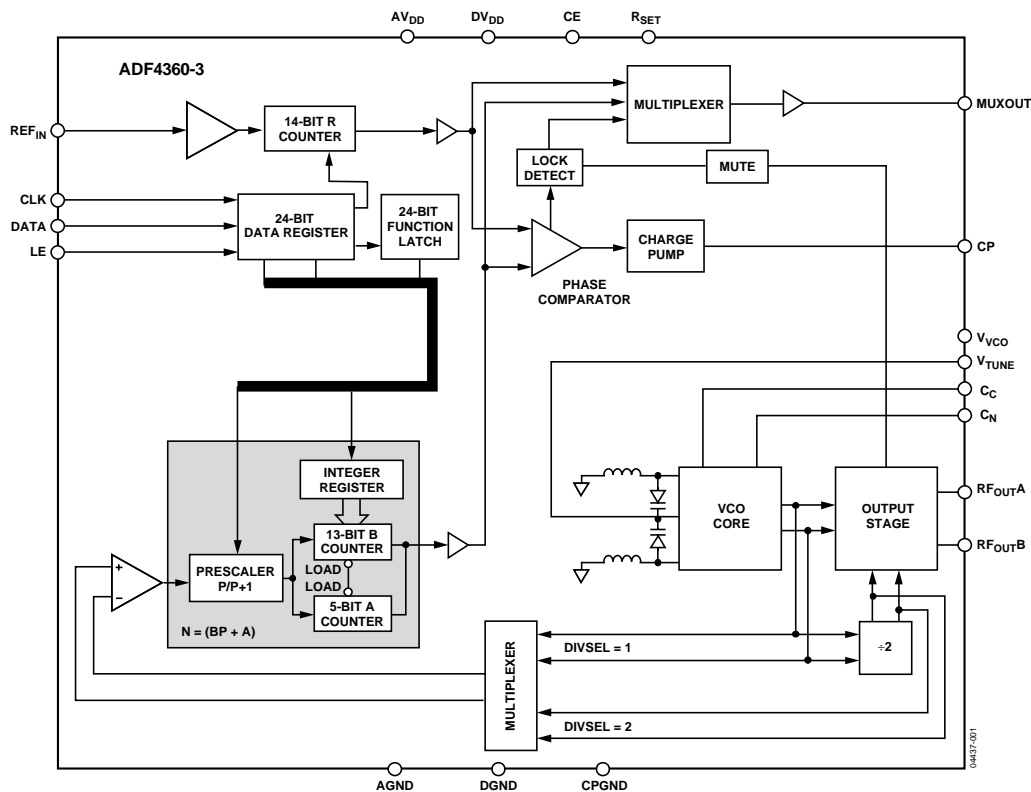 AVDD
DVDD
CE
RSET
ADF4360-3
MULTIPLEXER
MUXOUT
REFIN
14-BIT R
COUNTER
LOCK
DETECT
MUTE
CLK
DATA
LE
24-BIT
DATA REGISTER
24-BIT
FUNCTION
LATCH
CHARGE
PUMP
CP
PHASE
COMPARATOR
VVCO
VTUNE
CC
CN
INTEGER
REGISTER
13-BIT B
COUNTER
LOAD
LOAD
PRESCALER
P/P+1
5-BIT A
COUNTER
N = (BP + A)
+
−
VCO
CORE
OUTPUT
STAGE
RFOUTA
RFOUTB
MULTIPLEXER
DIVSEL = 1
DIVSEL = 2
÷2
04437-001
AGND
DGND
CPGND